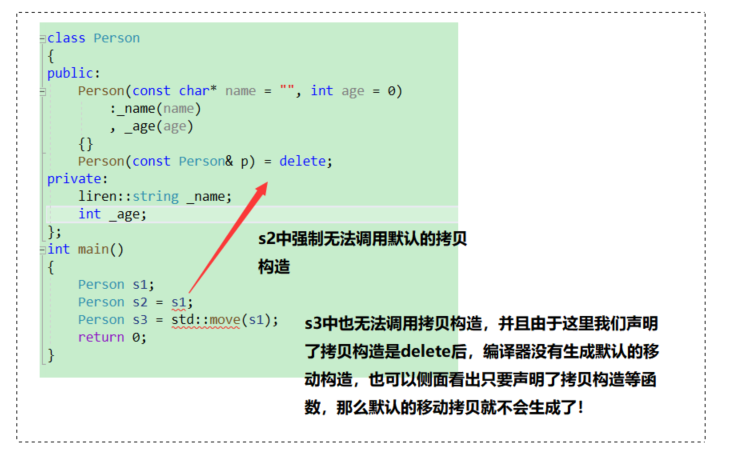 class Person
{
public:
    Person(const char* name = "", int age = 0)
        :_name(name)
        , _age(age)
    {}
    Person(const Person& p) = delete;
private:
    liren::string _name;
    int _age;
};
s2中强制无法调用默认的拷贝
构造
int main()
{
    Person s1;
    Person s2 = s1;
    Person s3 = std::move(s1);
    return 0;
}
s3中也无法调用拷贝构造，并且由于这里我们声明
了拷贝构造是delete后，编译器没有生成默认的移
动构造，也可以侧面看出只要声明了拷贝构造等函
数，那么默认的移动拷贝就不会生成了！